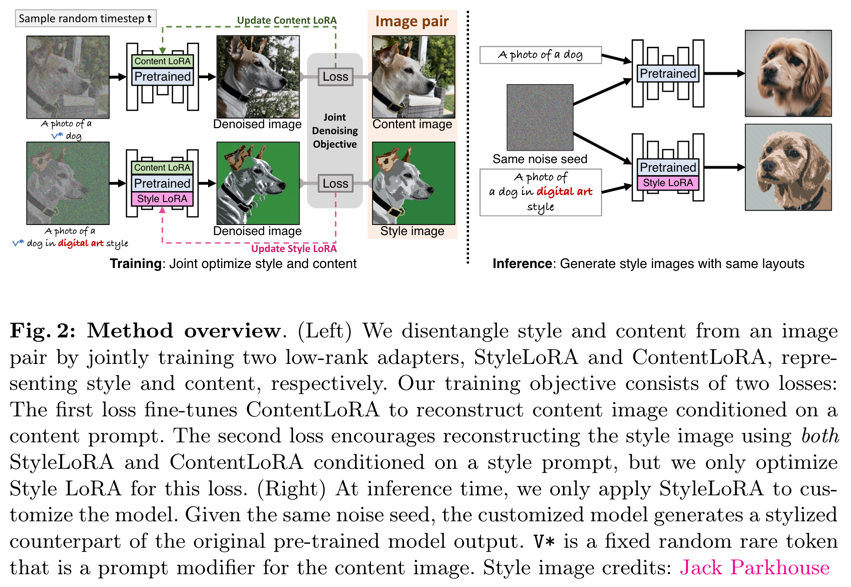 Sample random timestep t
Update Content LoRA
Image pair
Content LoRA
Pretrained
Loss
A photo of a
V* dog
Denoised image
Joint
Denoising
Objective
Content image
Content LoRA
Pretrained
Style LoRA
Loss
A photo of a
V* dog in digital art style
Denoised image
Update Style LoRA
Style image
Training: Joint optimize style and content
A photo of a dog
Pretrained
Same noise seed
A photo of
a dog in digital art
style
Pretrained
Style LoRA
Inference: Generate style images with same layouts
Fig. 2: Method overview. (Left) We disentangle style and content from an image
pair by jointly training two low-rank adapters, StyleLoRA and ContentLoRA, repre-
senting style and content, respectively. Our training objective consists of two losses:
The first loss fine-tunes ContentLoRA to reconstruct content image conditioned on a
content prompt. The second loss encourages reconstructing the style image using both
StyleLoRA and ContentLoRA conditioned on a style prompt, but we only optimize
Style LoRA for this loss. (Right) At inference time, we only apply StyleLoRA to cus-
tomize the model. Given the same noise seed, the customized model generates a stylized
counterpart of the original pre-trained model output. V* is a fixed random rare token
that is a prompt modifier for the content image. Style image credits: Jack Parkhouse